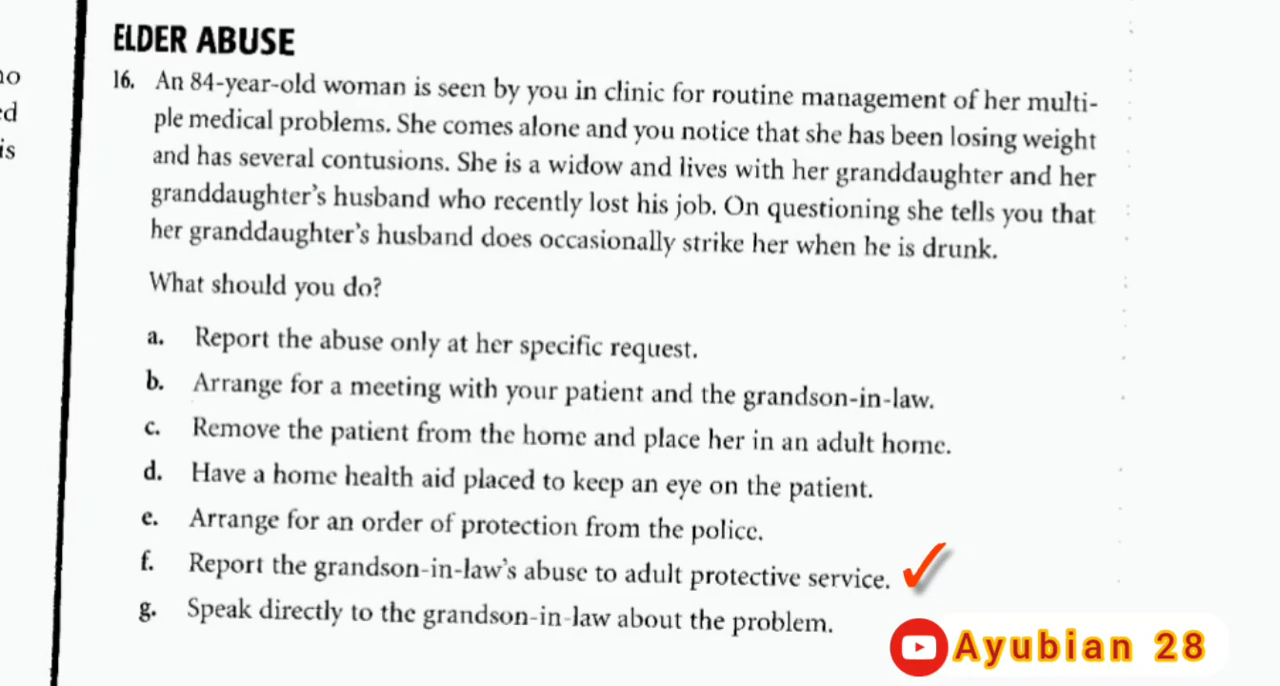 ELDER ABUSE
16. An 84-year-old woman is seen by you in clinic for routine management of her multi-
ple medical problems. She comes alone and you notice that she has been losing weight
and has several contusions. She is a widow and lives with her granddaughter and her
granddaughter's husband who recently lost his job. On questioning she tells you that
her granddaughter's husband does occasionally strike her when he is drunk.
What should you do?
a. Report the abuse only at her specific request.
b. Arrange for a meeting with your patient and the grandson-in-law.
c. Remove the patient from the home and place her in an adult home.
d. Have a home health aid placed to keep an eye on the patient.
e. Arrange for an order of protection from the police.
f. Report the grandson-in-law's abuse to adult protective service.
g. Speak directly to the grandson-in-law about the problem.
is
Ayubian 28